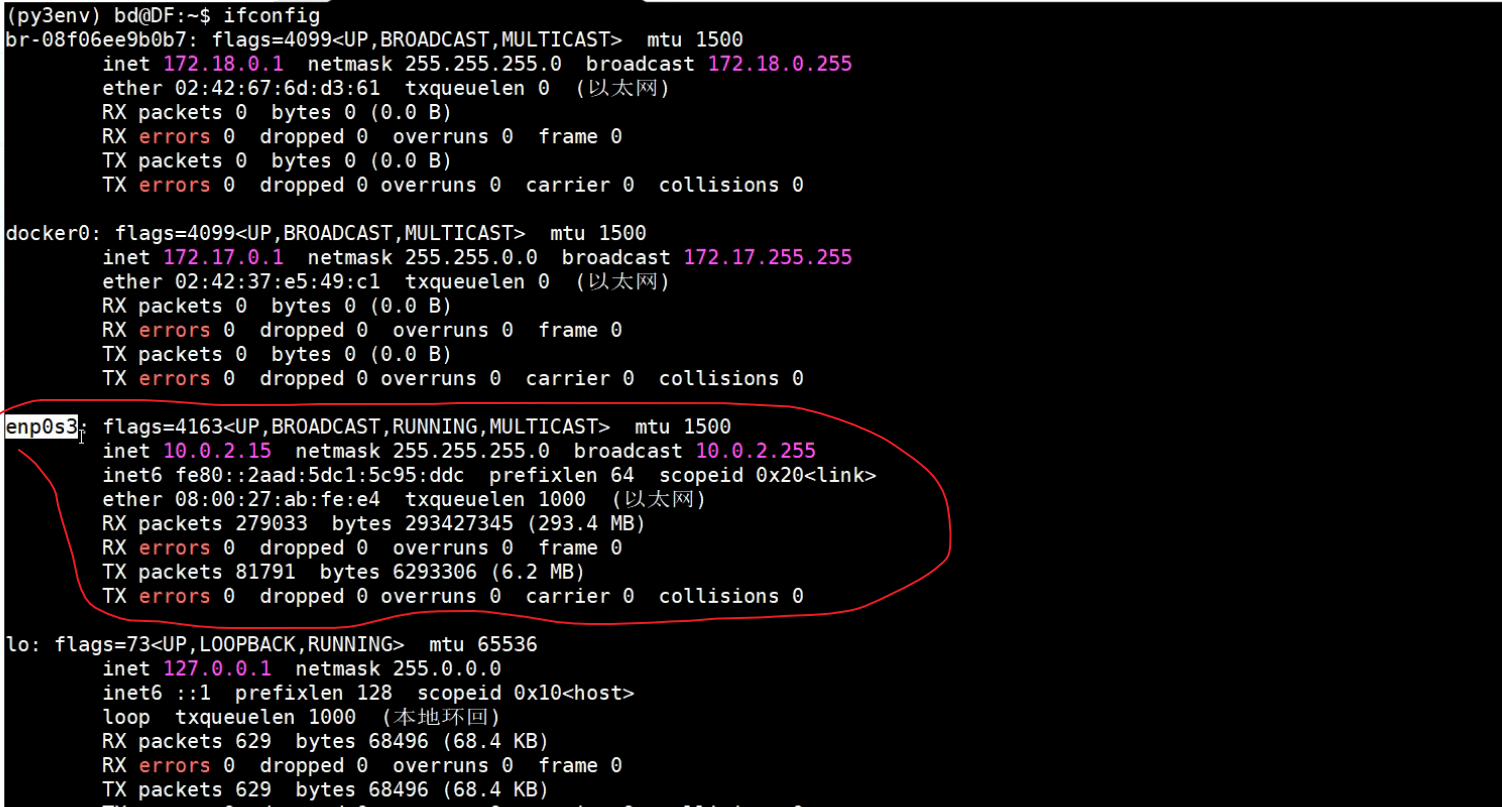 (py3env) bd@DF:~$ ifconfig
br-08f06ee9b0b7: flags=4099<UP,BROADCAST,MULTICAST>  mtu 1500
        inet 172.18.0.1  netmask 255.255.255.0  broadcast 172.18.0.255
        ether 02:42:67:6d:d3:61  txqueuelen 0  (以太网)
        RX packets 0  bytes 0 (0.0 B)
        RX errors 0  dropped 0  overruns 0  frame 0
        TX packets 0  bytes 0 (0.0 B)
        TX errors 0  dropped 0 overruns 0  carrier 0  collisions 0
docker0: flags=4099<UP,BROADCAST,MULTICAST>  mtu 1500
        inet 172.17.0.1  netmask 255.255.0.0  broadcast 172.17.255.255
        ether 02:42:37:e5:49:c1  txqueuelen 0  (以太网)
        RX packets 0  bytes 0 (0.0 B)
        RX errors 0  dropped 0  overruns 0  frame 0
        TX packets 0  bytes 0 (0.0 B)
        TX errors 0  dropped 0 overruns 0  carrier 0  collisions 0
enp0s3: flags=4163<UP,BROADCAST,RUNNING,MULTICAST>  mtu 1500
        inet 10.0.2.15  netmask 255.255.255.0  broadcast 10.0.2.255
        inet6 fe80::2aad:5dc1:5c95:ddc  prefixlen 64  scopeid 0x20<link>
        ether 08:00:27:ab:fe:e4  txqueuelen 1000  (以太网)
        RX packets 279033  bytes 293427345 (293.4 MB)
        RX errors 0  dropped 0  overruns 0  frame 0
        TX packets 81791  bytes 6293306 (6.2 MB)
        TX errors 0  dropped 0 overruns 0  carrier 0  collisions 0
lo: flags=73<UP,LOOPBACK,RUNNING>  mtu 65536
        inet 127.0.0.1  netmask 255.0.0.0
        inet6 ::1  prefixlen 128  scopeid 0x10<host>
        loop  txqueuelen 1000  (本地环回)
        RX packets 629  bytes 68496 (68.4 KB)
        RX errors 0  dropped 0  overruns 0  frame 0
        TX packets 629  bytes 68496 (68.4 KB)